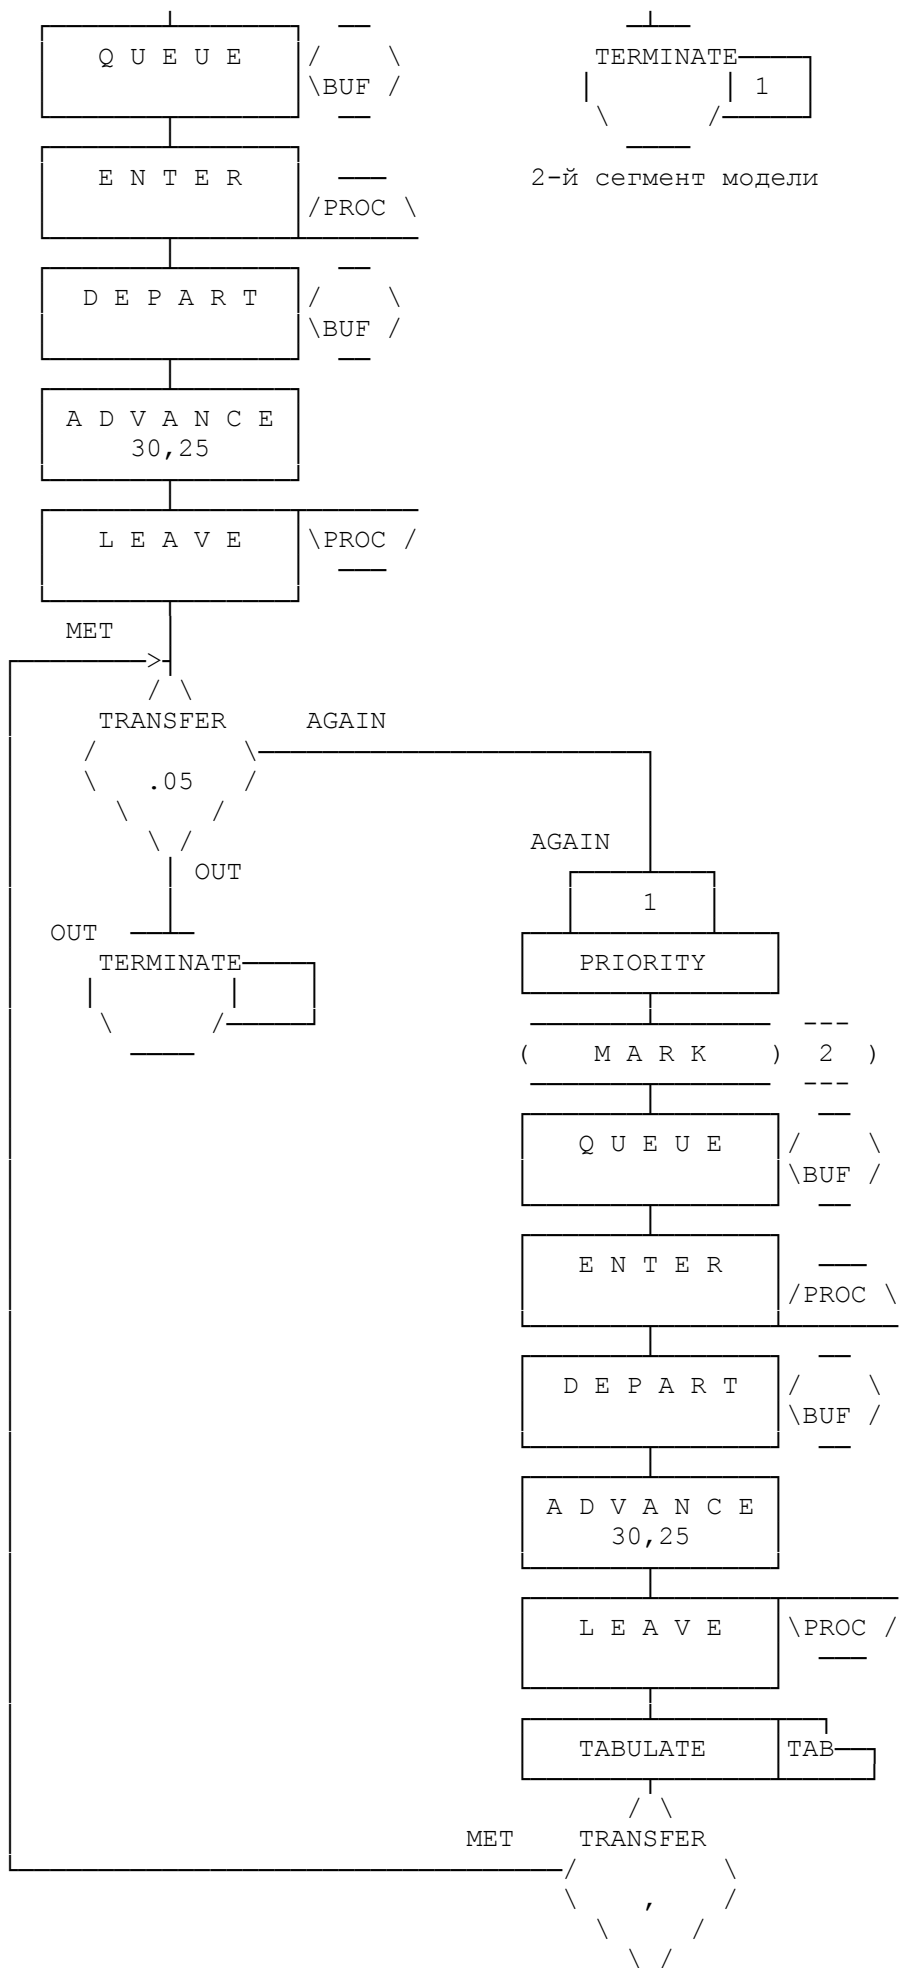 Q U E U E
BUF
TERMINATE
1
E N T E R
PROC
2-й сегмент модели
D E P A R T
BUF
A D V A N C E
30,25
L E A V E
PROC
MET
TRANSFER
AGAIN
.05
AGAIN
OUT
1
OUT
TERMINATE
PRIORITY
M A R K
2
Q U E U E
BUF
E N T E R
PROC
D E P A R T
BUF
A D V A N C E
30,25
L E A V E
PROC
TABULATE
TAB
MET
TRANSFER
,